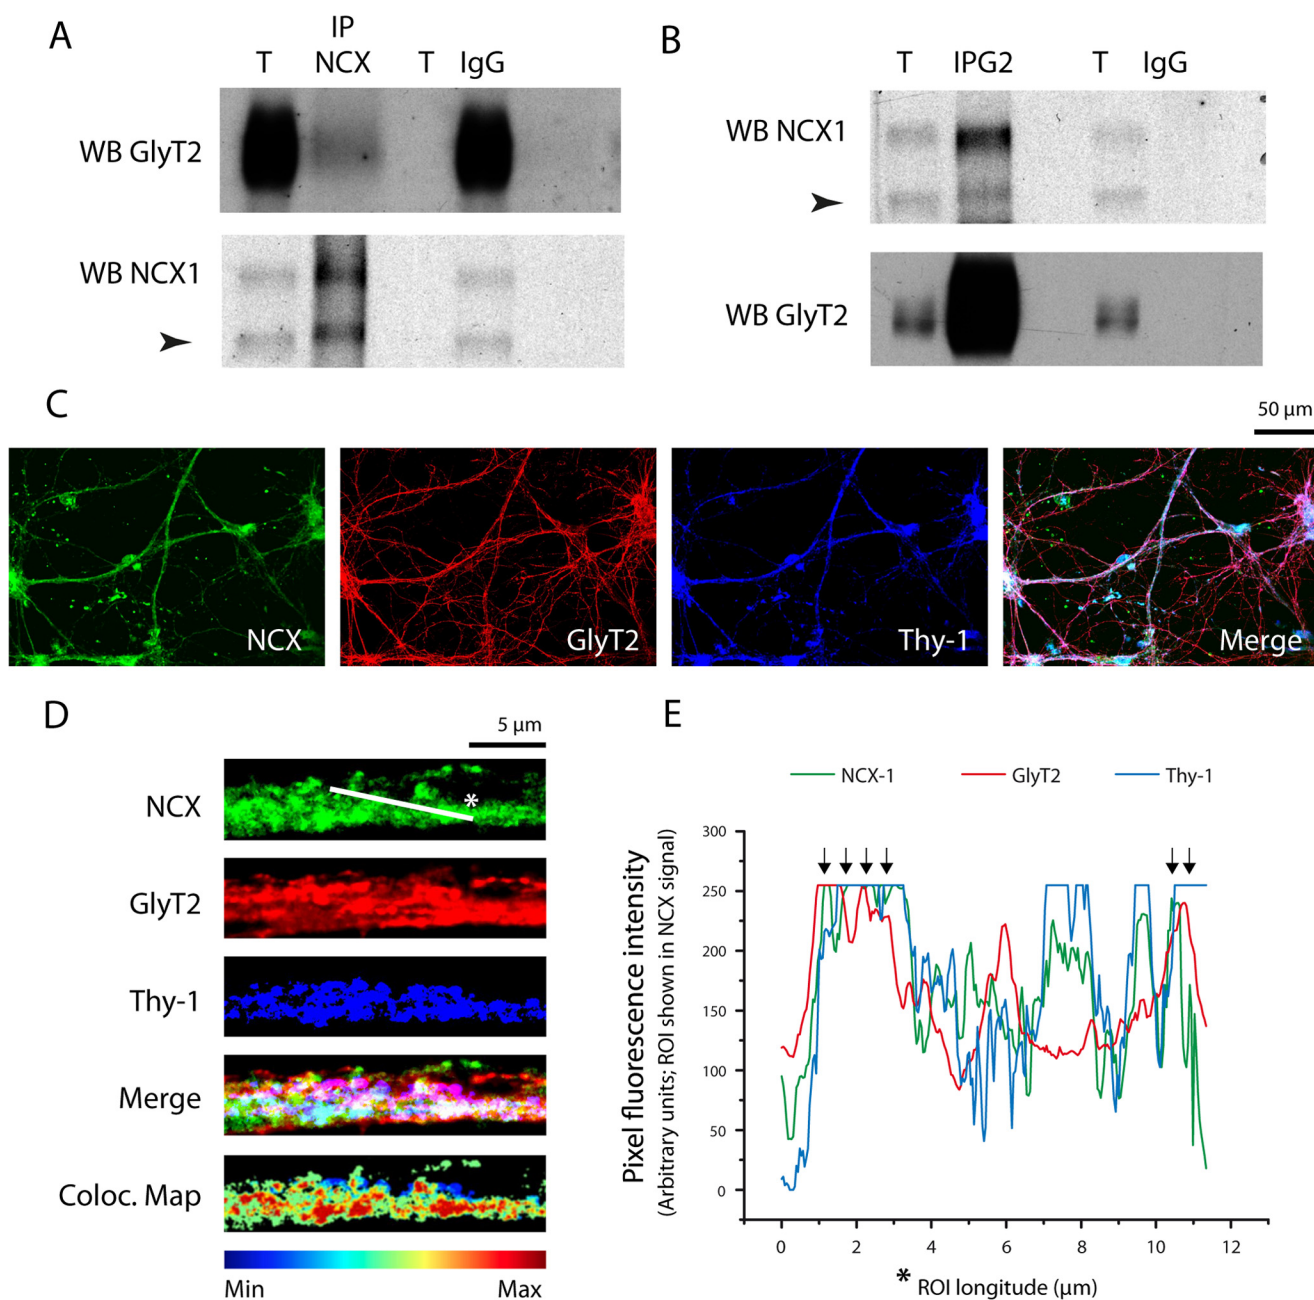 A
IP
T NCX T IgG
WB GlyT2
WB NCX1
B
T IPG2 T IgG
WB NCX1
WB GlyT2
C
50 µm
NCX
GlyT2
Thy-1
Merge
D
5 µm
NCX
*
GlyT2
Thy-1
Merge
Coloc. Map
Min Max
E
NCX-1 GlyT2 Thy-1
Pixel fluorescence intensity
(Arbitrary units; ROI shown in NCX signal)
300
250
200
150
100
50
0
0 2 4 6 8 10 12
* ROI longitude (µm)